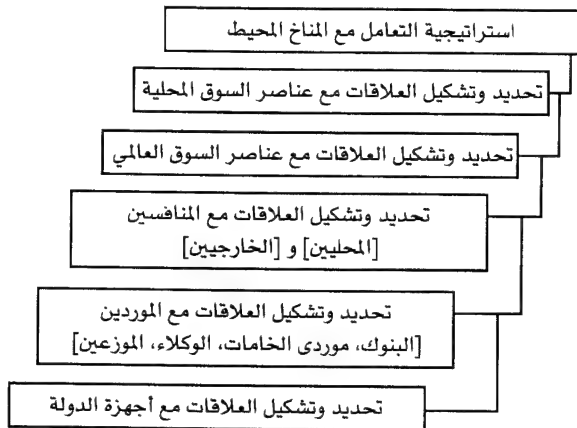 استراتيجية التعامل مع المناخ المحيط
تحديد وتشكيل العلاقات مع عناصر السوق المحلية
تحديد وتشكيل العلاقات مع عناصر السوق العالمي
تحديد وتشكيل العلاقات مع المنافسين
[المحليين] و [الخارجيين]
تحديد وتشكيل العلاقات مع الموردين
[البنوك، موردى الخامات، الوكلاء، الموزعين]
تحديد وتشكيل العلاقات مع أجهزة الدولة